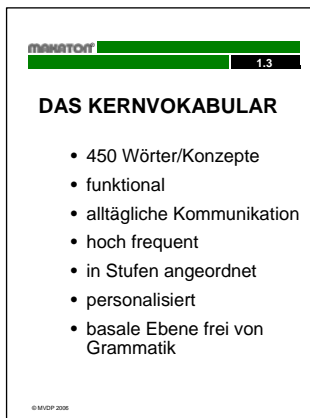 MAKATON
1.3
DAS KERNVOKABULAR
• 450 Wörter/Konzepte
• funktional
• alltägliche Kommunikation
• hoch frequent
• in Stufen angeordnet
• personalisiert
• basale Ebene frei von
Grammatik
© MVDP 2006